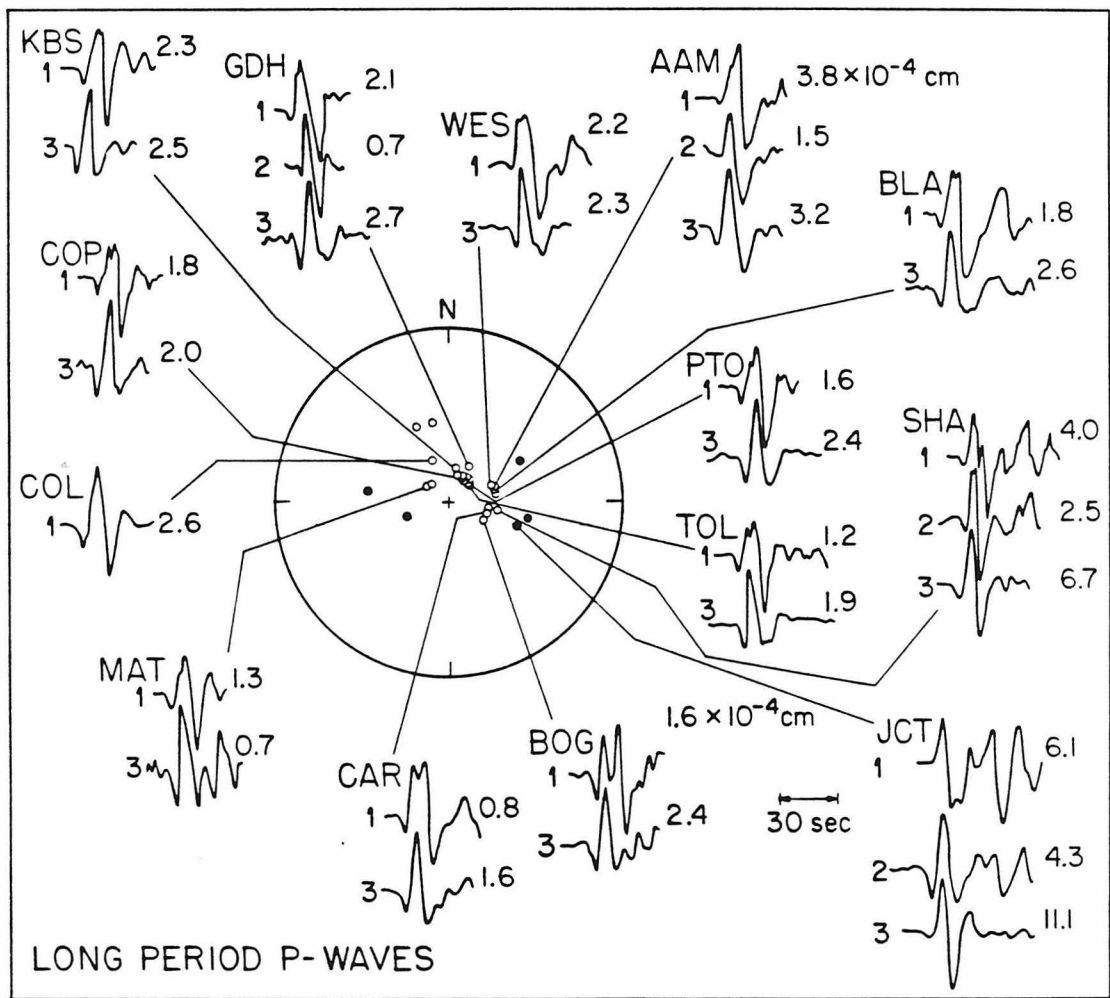 KBS
1 2.3
3 2.5
GDH
1 2.1
2 0.7
3 2.7
WES
1 2.2
3 2.3
AAM
1 3.8 × 10⁻⁴ cm
2 1.5
3 3.2
BLA
1 1.8
3 2.6
COP
1 1.8
3 2.0
N
PTO
1 1.6
3 2.4
SHA
1 4.0
2 2.5
3 6.7
COL
1 2.6
TOL
1 1.2
3 1.9
MAT
1 1.3
3 0.7
CAR
1 0.8
3 1.6
BOG
1 1.6 × 10⁻⁴ cm
3 2.4
30 sec
JCT
1 6.1
2 4.3
3 11.1
LONG PERIOD P-WAVES